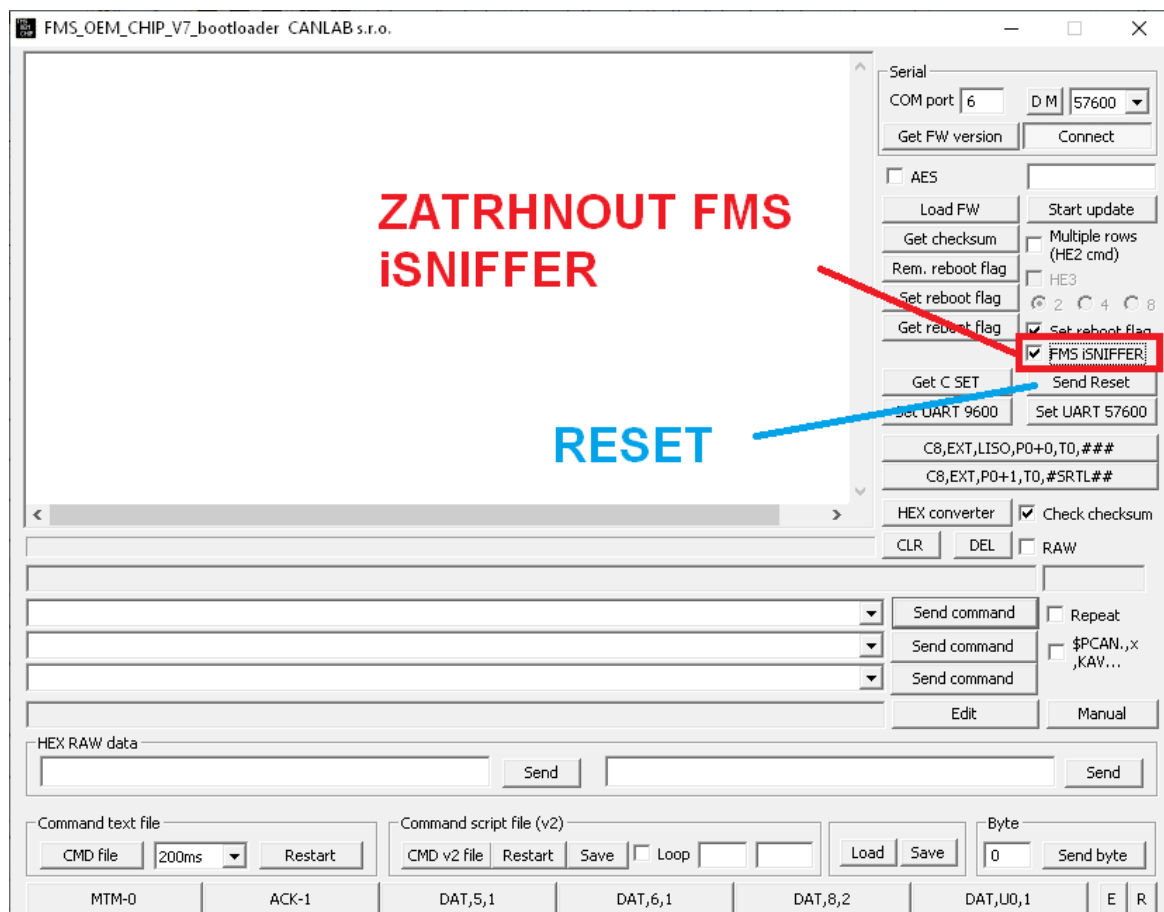 FMS_OEM_CHIP_V7_bootloader CANLAB s.r.o.
Serial
COM port 6 D M 57600
Get FW version Connect
AES
Load FW Start update
Get checksum Multiple rows
(HE2 cmd)
Rem. reboot flag HE3
Set reboot flag 2 4 8
Get reboot flag Set reboot flag
FMS iSNIFFER
Get C SET Send Reset
Set UART 9600 Set UART 57600
C8,EXT,LISO,P0+0,T0,###
C8,EXT,P0+1,T0,#SRTL##
HEX converter Check checksum
CLR DEL RAW
ZATRHNOUT FMS
iSNIFFER
RESET
Send command Repeat
Send command $PCAN.,x
,KAV...
Send command
Edit Manual
HEX RAW data
Send Send
Command text file Command script file (v2) Byte
CMD file 200ms Restart CMD v2 file Restart Save Loop Load Save 0 Send byte
MTM-0 ACK-1 DAT,5,1 DAT,6,1 DAT,8,2 DAT,U0,1 E R